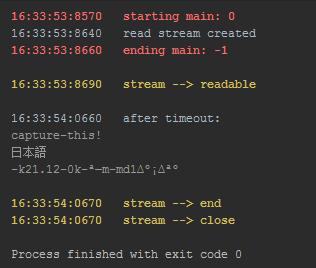 16:33:53:8570 starting main: 0
16:33:53:8640 read stream created
16:33:53:8660 ending main: -1
16:33:53:8690 stream --> readable
16:33:54:0660 after timeout:
capture-this!
日本語
-k21.12-0k-ª–m-md1∆º¡∆ªº
16:33:54:0670 stream --> end
16:33:54:0670 stream --> close
Process finished with exit code 0